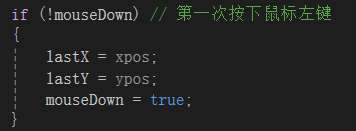 if (!mouseDown) // 第一次按下鼠标左键
{
    lastX = xpos;
    lastY = ypos;
    mouseDown = true;
}